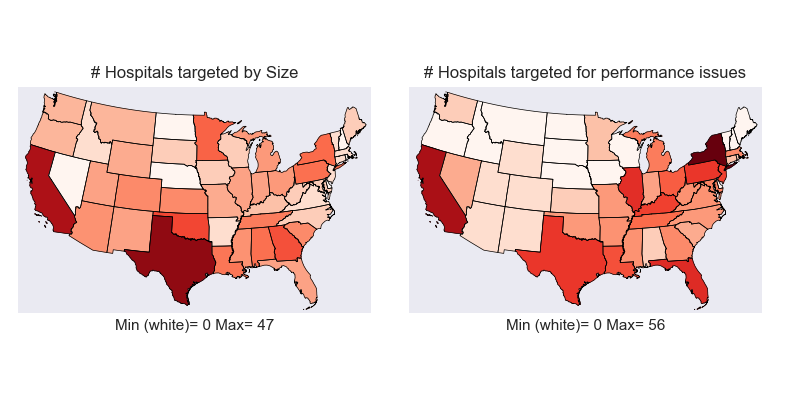 # Hospitals targeted by Size
# Hospitals targeted for performance issues
Min (white)= 0 Max= 47
Min (white)= 0 Max= 56